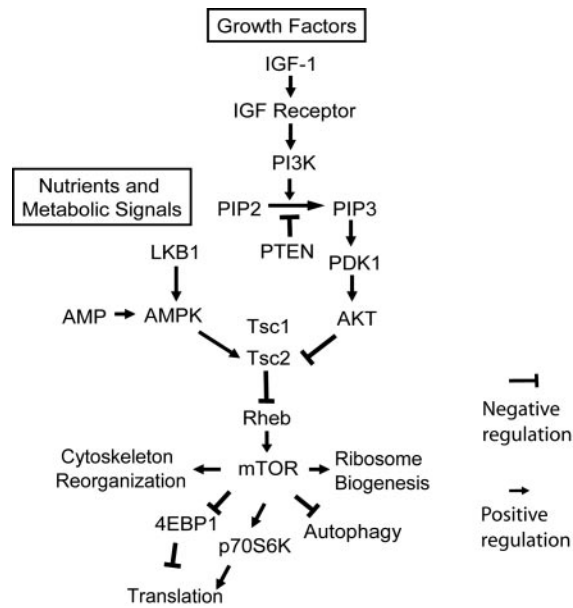 Growth Factors
IGF-1
IGF Receptor
PI3K
Nutrients and
Metabolic Signals
PIP2
PIP3
PTEN
LKB1
PDK1
AMP
AMPK
Tsc1
AKT
Tsc2
Rheb
Negative
regulation
Cytoskeleton
Reorganization
mTOR
Ribosome
Biogenesis
4EBP1
p70S6K
Autophagy
Positive
regulation
Translation